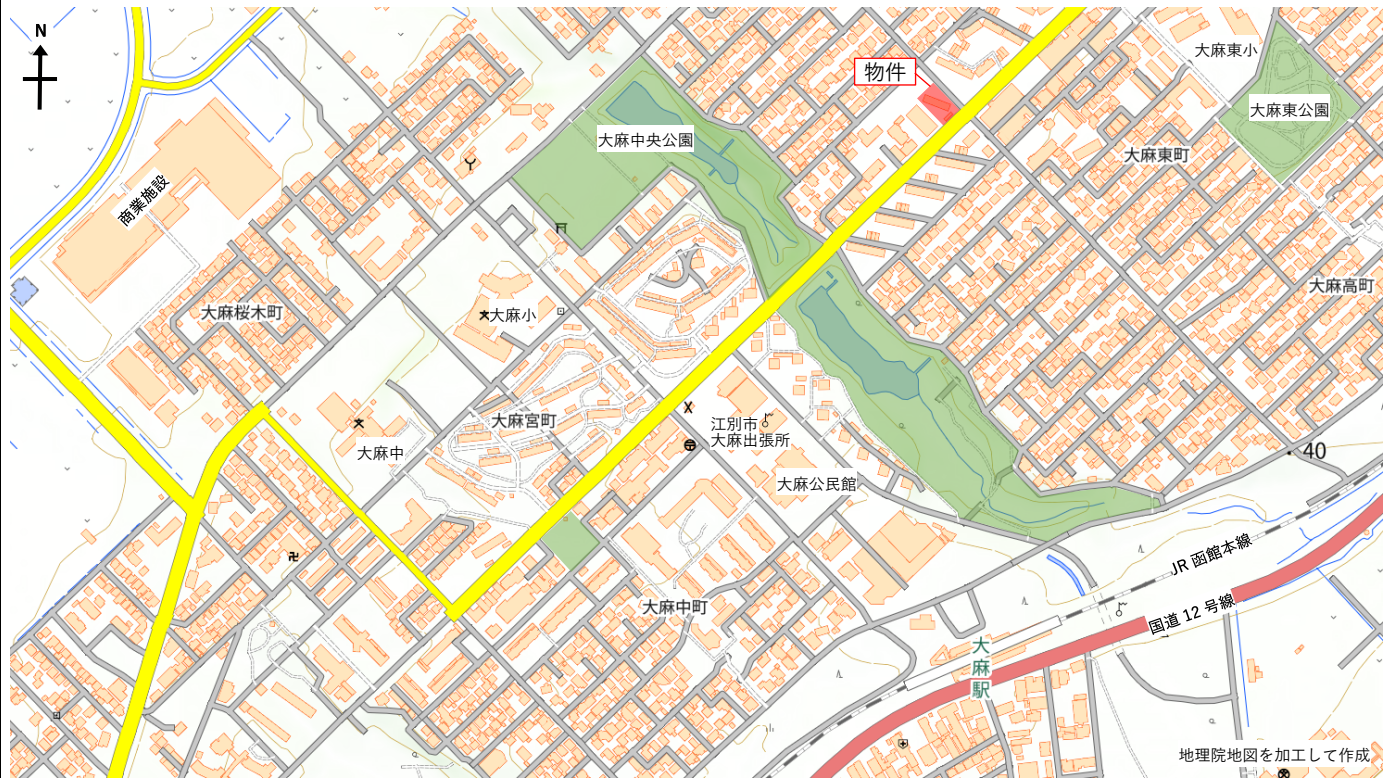 N
物件
大麻東小
大麻東公園
大麻中央公園
大麻東町
商業施設
大麻高町
大麻桜木町
大麻小
大麻宮町
江別市
大麻出張所
大麻中
40
大麻公民館
JR 函館本線
大麻中町
国道 12 号線
大麻駅
地理院地図を加工して作成